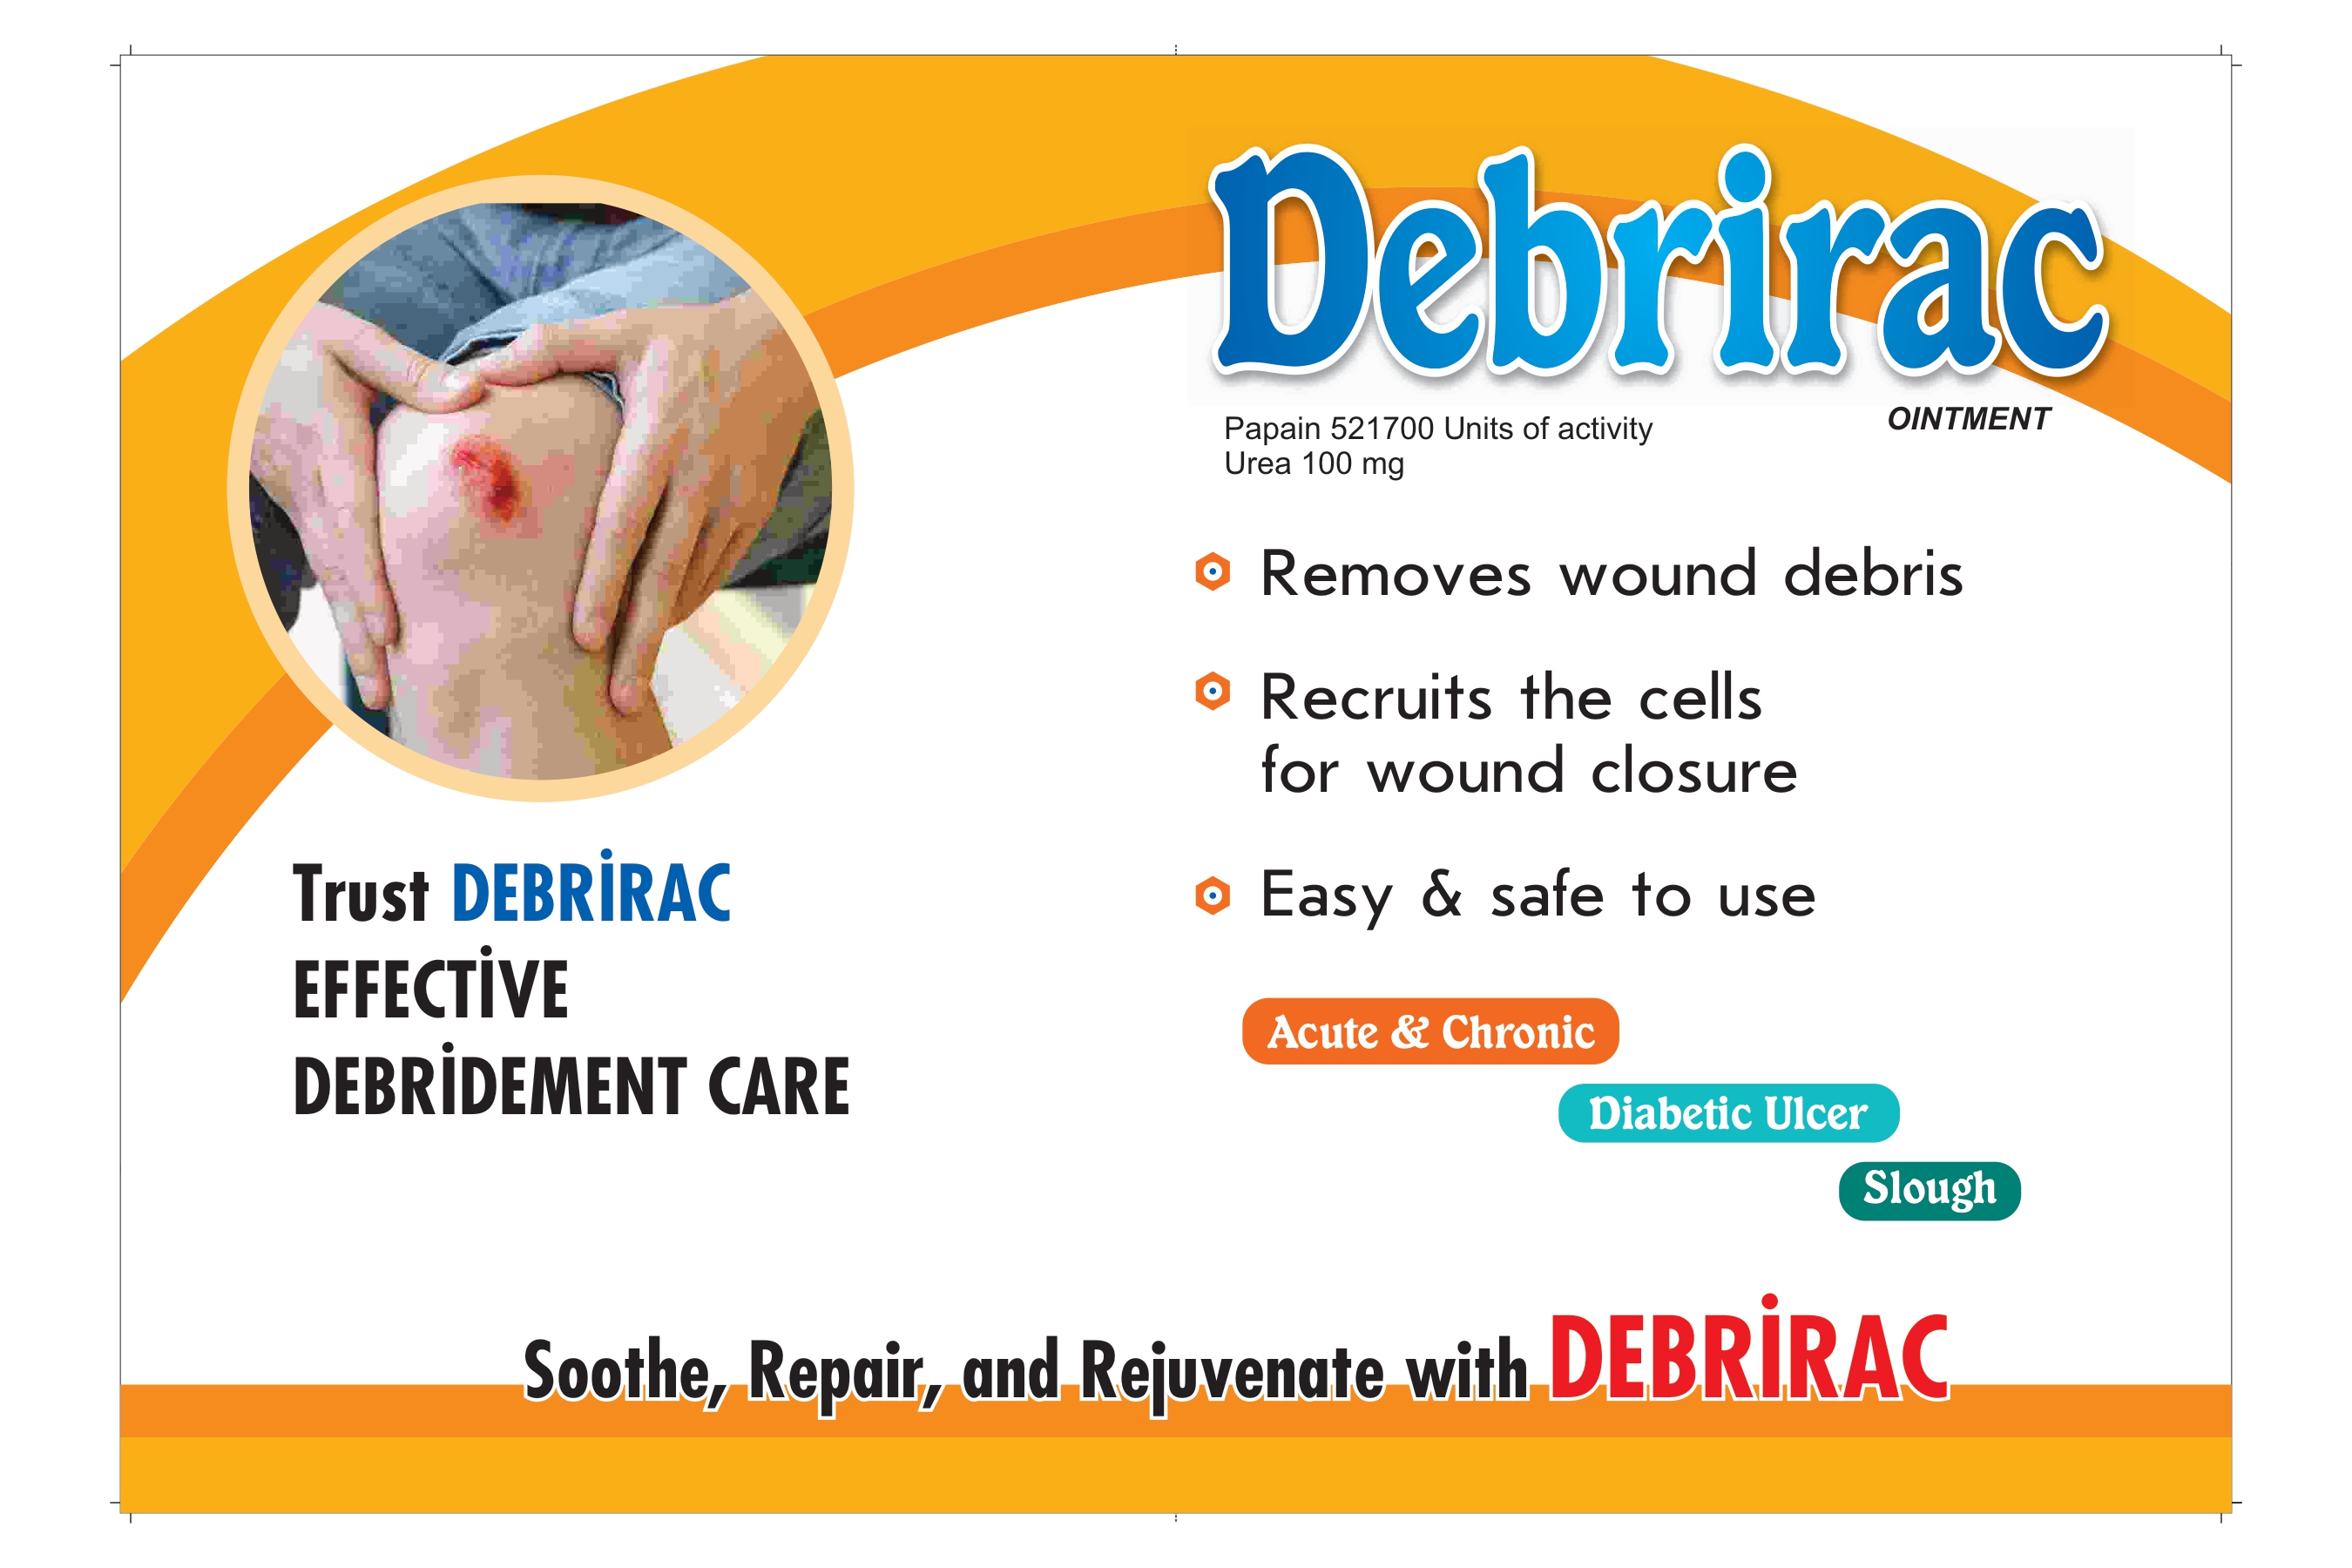 Debrirac
OINTMENT
Papain 521700 Units of activity
Urea 100 mg
Removes wound debris
Recruits the cells
for wound closure
Easy & safe to use
Trust DEBRİRAC
EFFECTİVE
DEBRİDEMENT CARE
Acute & Chronic
Diabetic Ulcer
Slough
Soothe, Repair, and Rejuvenate with DEBRİRAC